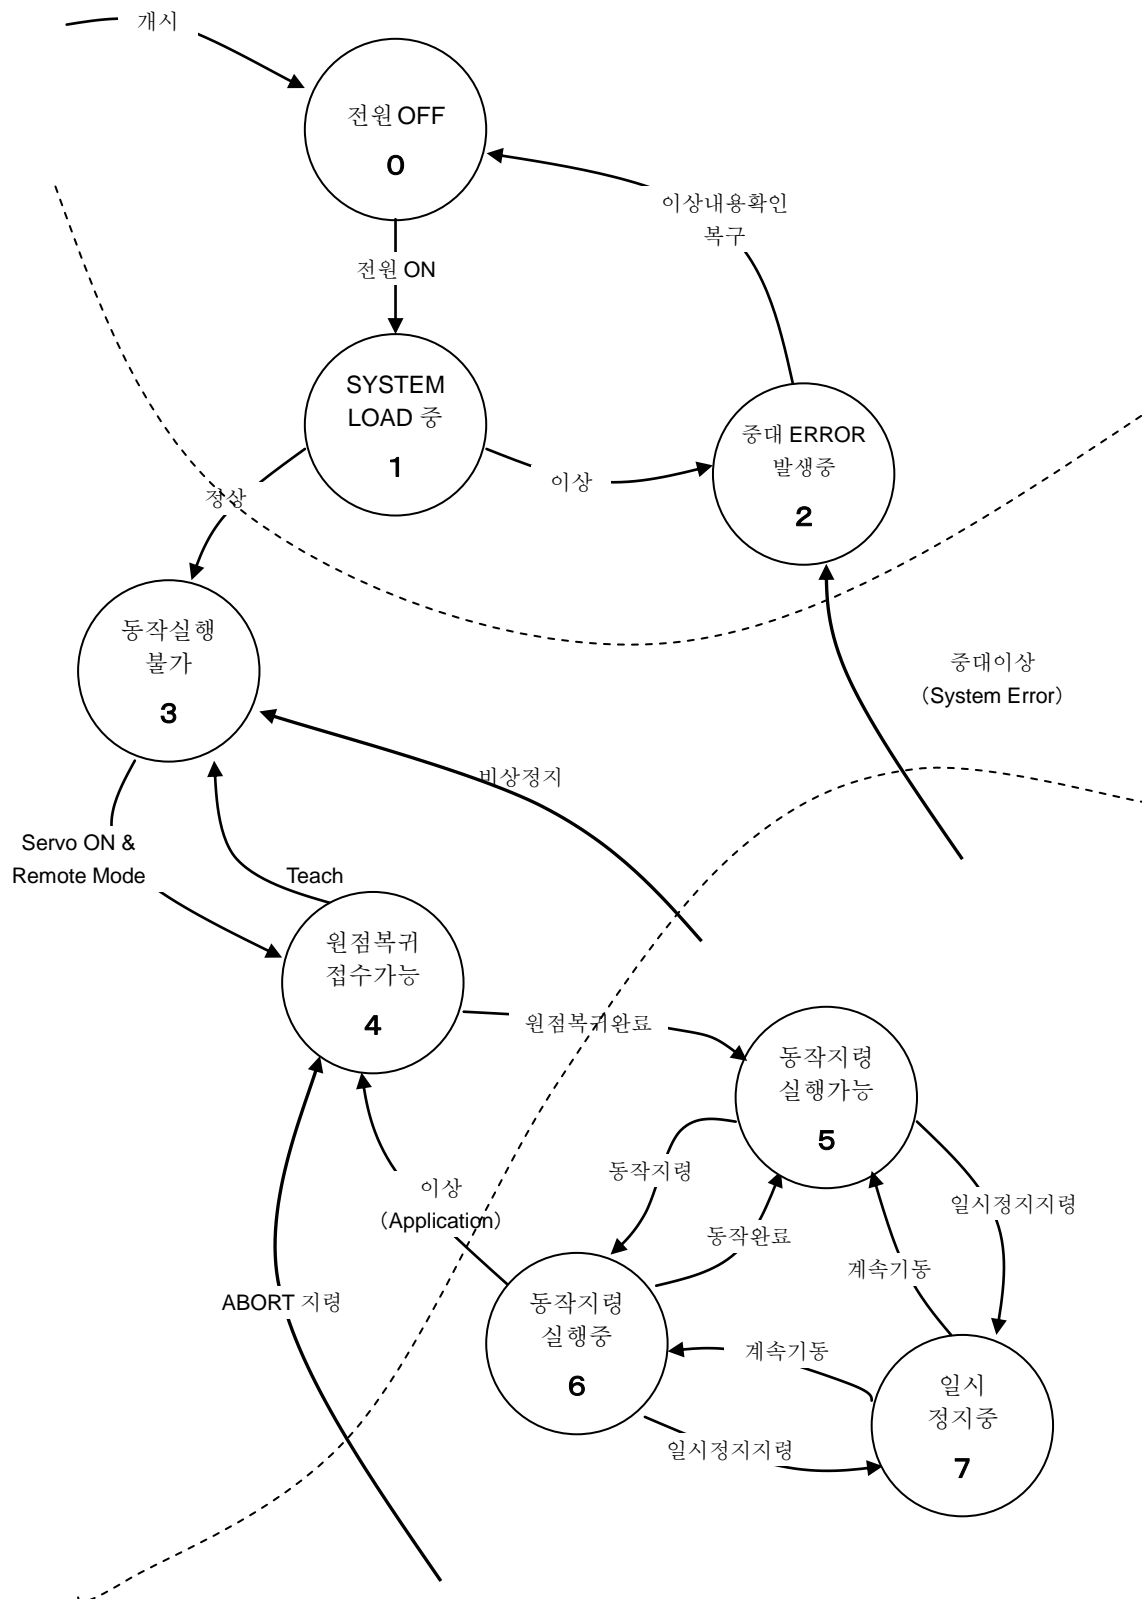 개시
전원 OFF
0
이상내용확인
복구
전원 ON
SYSTEM
LOAD 중
1
중대 ERROR
발생중
2
이상
정상
동작실행
불가
3
중대이상
(System Error)
비상정지
Servo ON &
Remote Mode
Teach
원점복귀
접수가능
4
원점복귀완료
동작지령
실행가능
5
동작지령
이상
(Application)
일시정지지령
동작완료
계속기동
ABORT 지령
동작지령
실행중
6
계속기동
일시
정지중
7
일시정지지령